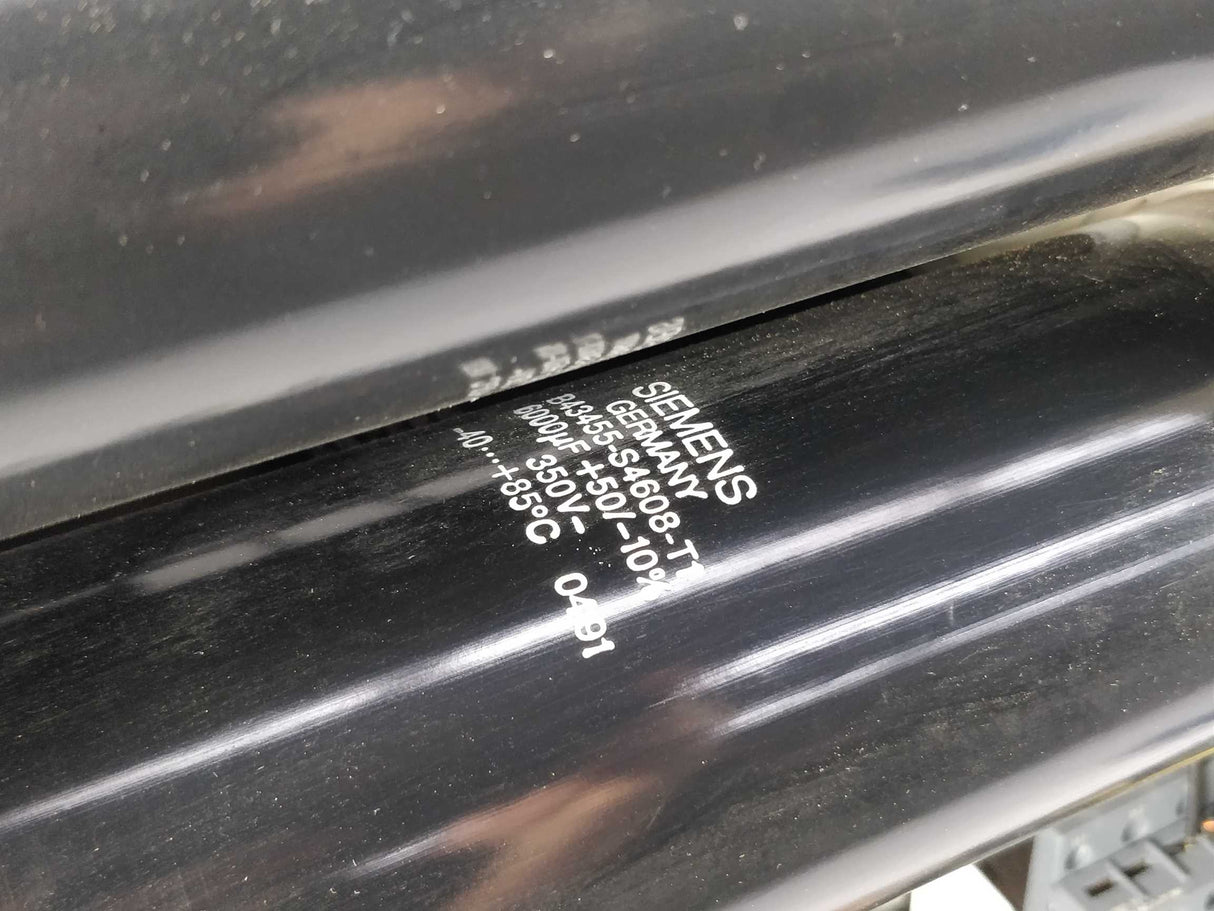 SIEMENS
GERMANY
B43455-S4608-T1
6000µF +50/-10%
350V-
-40...+85°C 0491